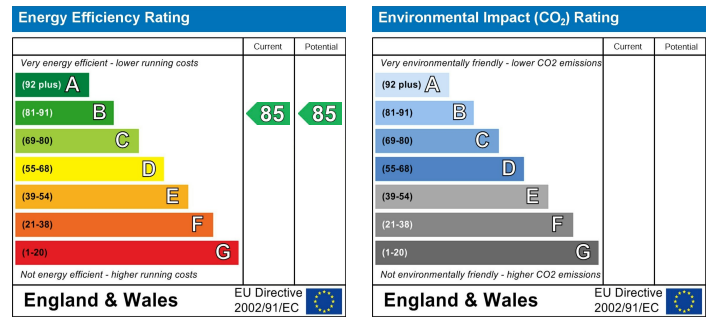 Energy Efficiency Rating
Current Potential
Very energy efficient - lower running costs
(92 plus) A
(81-91) B 85 85
(69-80) C
(55-68) D
(39-54) E
(21-38) F
(1-20) G
Not energy efficient - higher running costs
England & Wales
EU Directive
2002/91/EC
Environmental Impact (CO₂) Rating
Current Potential
Very environmentally friendly - lower CO2 emissions
(92 plus) A
(81-91) B
(69-80) C
(55-68) D
(39-54) E
(21-38) F
(1-20) G
Not environmentally friendly - higher CO2 emissions
England & Wales
EU Directive
2002/91/EC